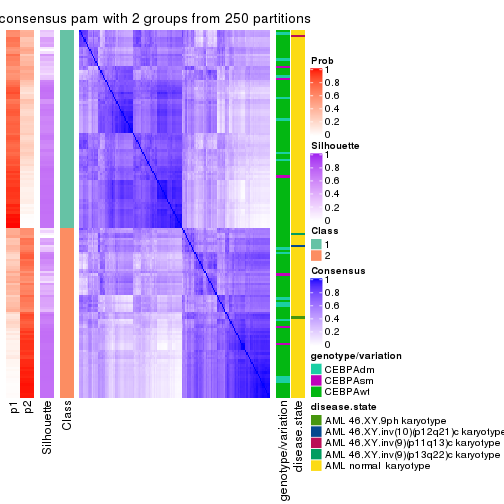 consensus pam with 2 groups from 250 partitions
Prob
1
0.8
0.6
0.4
0.2
0
Silhouette
1
0.8
0.6
0.4
0.2
0
Class
1
2
Consensus
1
0.8
0.6
0.4
0.2
0
genotype/variation
CEBPAdm
CEBPAsm
CEBPAwt
disease.state
AML 46.XY.9ph karyotype
AML 46.XY.inv(10)(p12q21)c karyotype
AML 46.XY.inv(9)(p11q13)c karyotype
AML 46.XY.inv(9)(p13q22)c karyotype
AML normal karyotype
p1
p2
Silhouette
Class
genotype/variation
disease.state